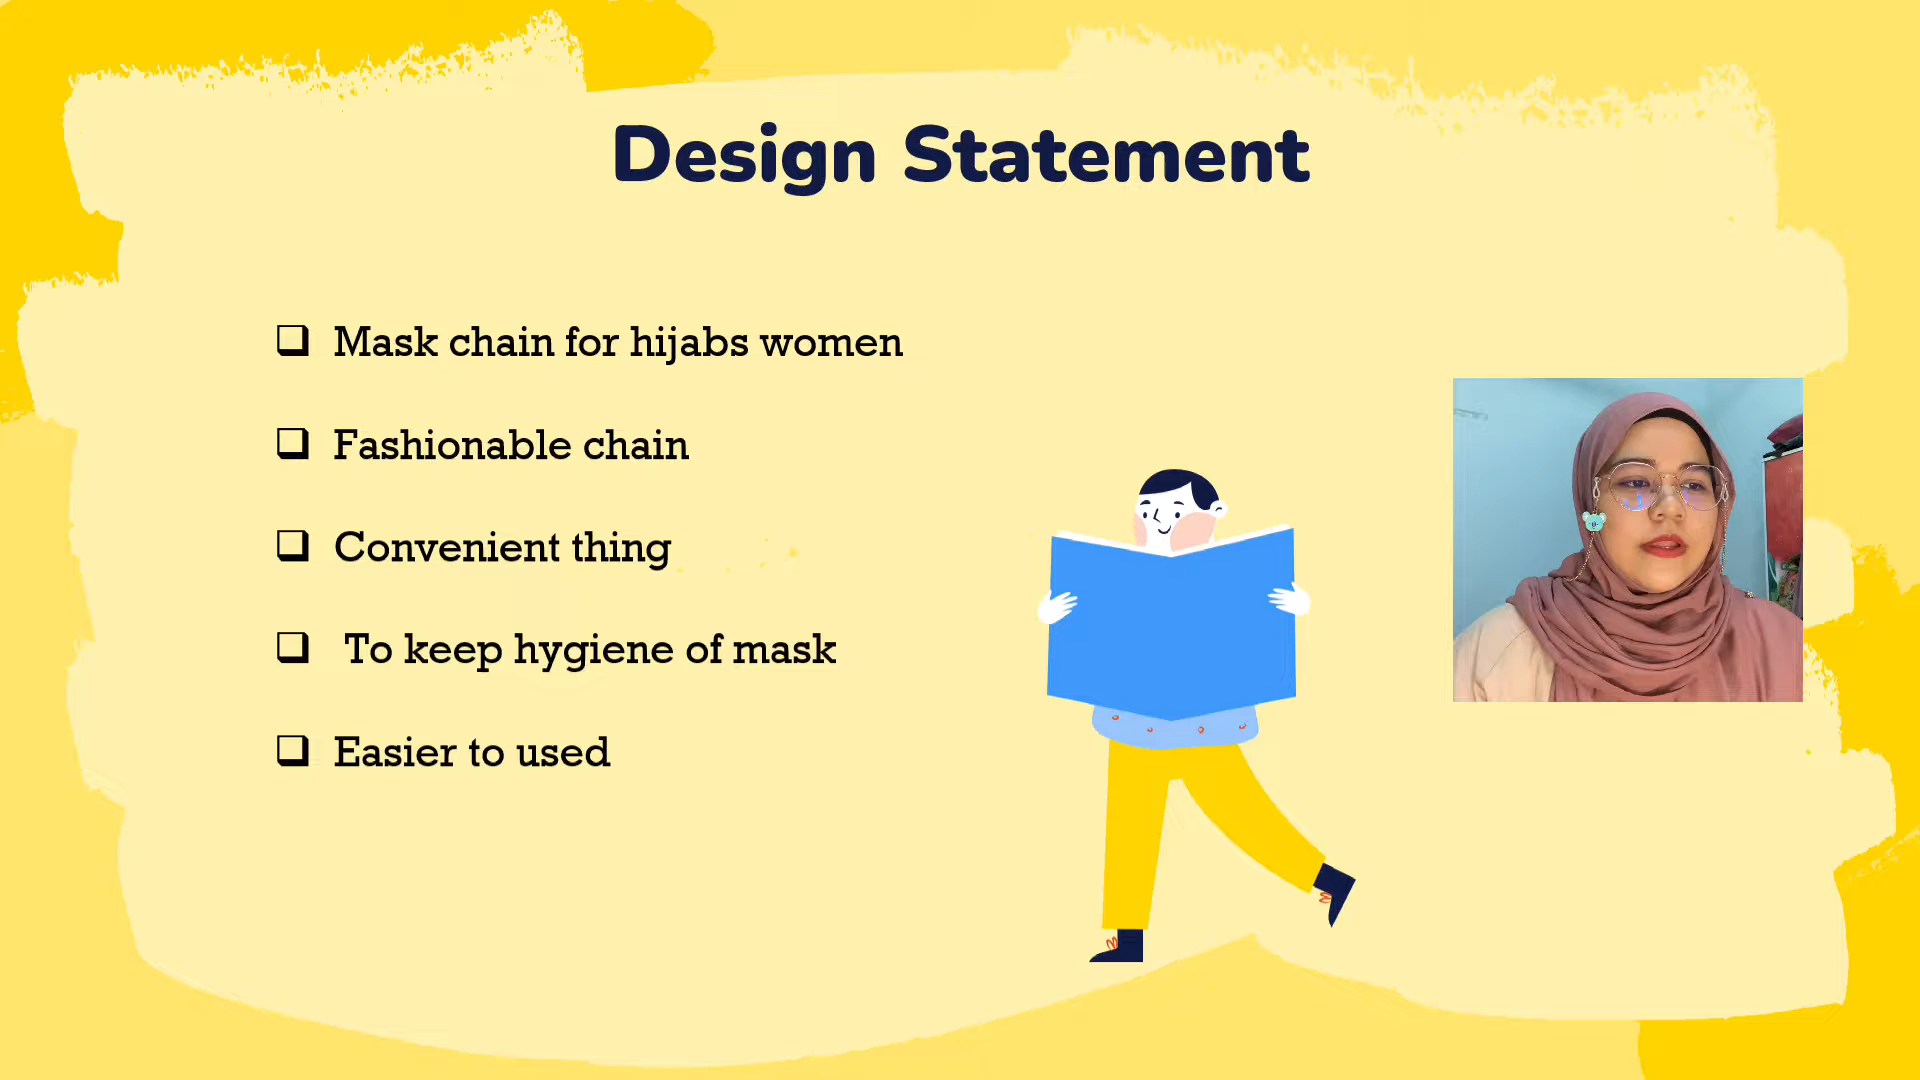 Design Statement
Mask chain for hijabs women
Fashionable chain
Convenient thing
To keep hygiene of mask
Easier to used